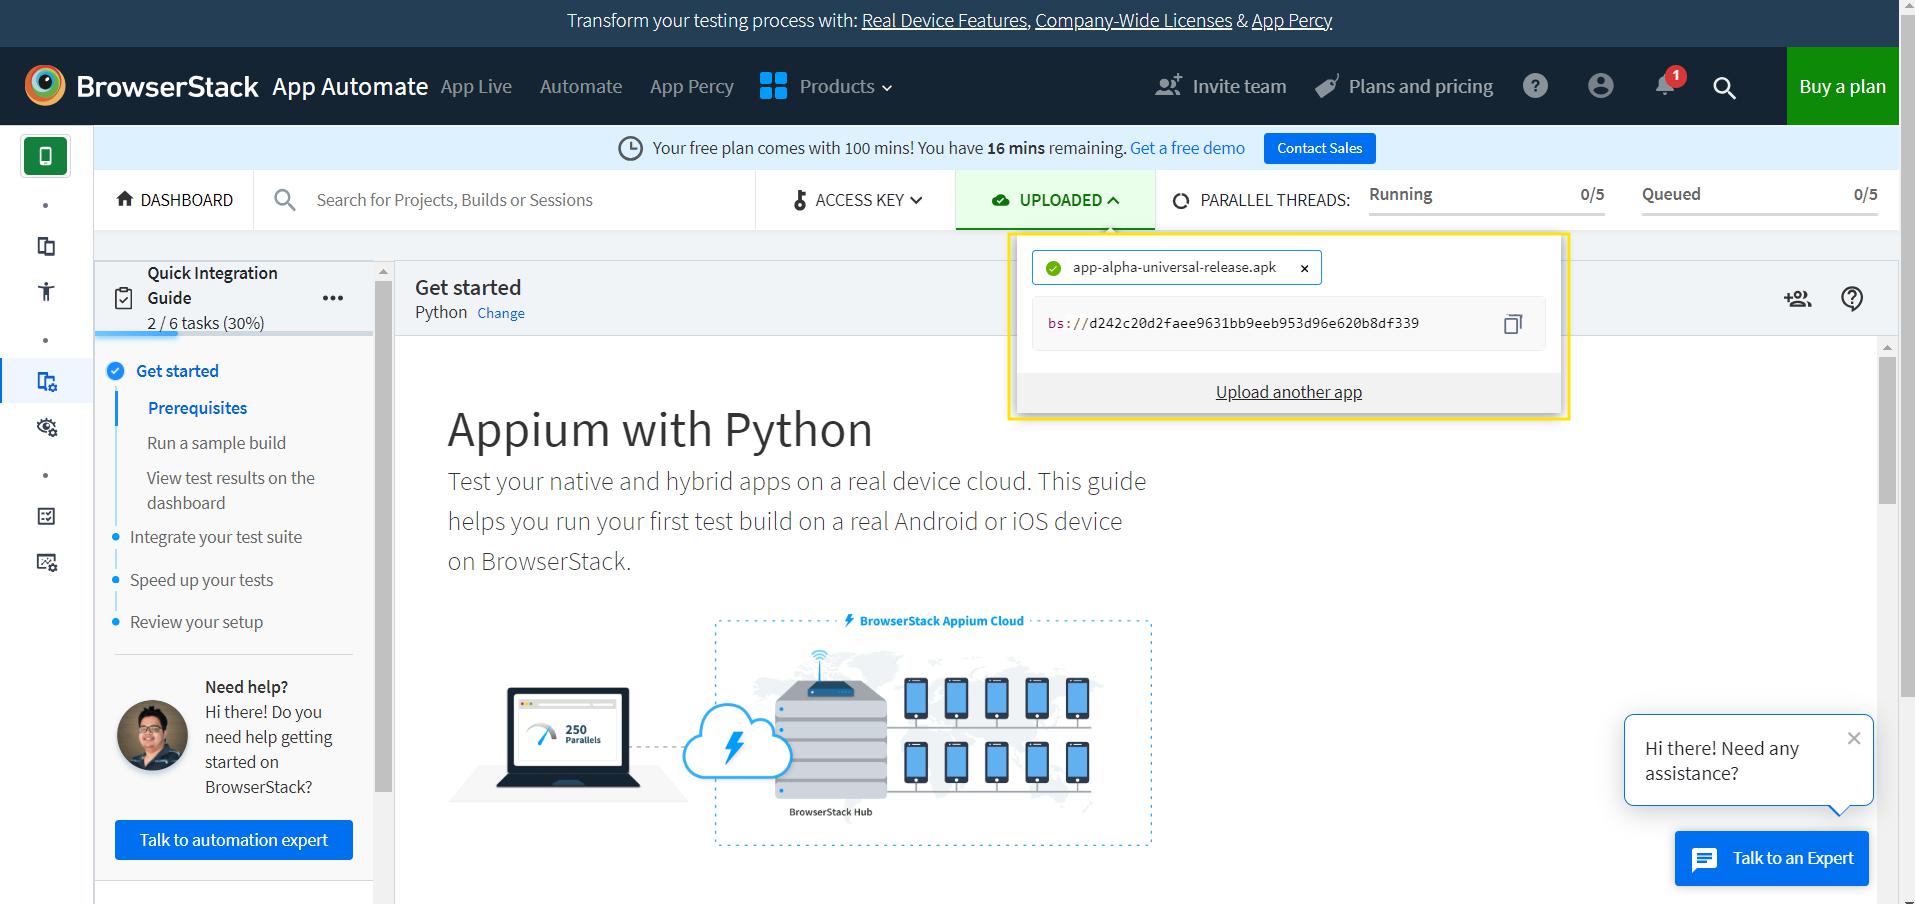 Transform your testing process with: Real Device Features, Company-Wide Licenses & App Percy
BrowserStack App Automate App Live Automate App Percy Products Invite team Plans and pricing ? 1 Buy a plan
Your free plan comes with 100 mins! You have 16 mins remaining. Get a free demo Contact Sales
DASHBOARD Search for Projects, Builds or Sessions ACCESS KEY UPLOADED PARALLEL THREADS: Running 0/5 Queued 0/5
app-alpha-universal-release.apk ×
bs://d242c20d2faee9631bb9eeb953d96e620b8df339
Upload another app
Quick Integration
Guide
2 / 6 tasks (30%)
Get started
Prerequisites
Run a sample build
View test results on the
dashboard
Integrate your test suite
Speed up your tests
Review your setup
Need help?
Hi there! Do you
need help getting
started on
BrowserStack?
Talk to automation expert
Get started
Python Change
Appium with Python
Test your native and hybrid apps on a real device cloud. This guide
helps you run your first test build on a real Android or iOS device
on BrowserStack.
BrowserStack Appium Cloud
250
Parallels
BrowserStack Hub
Hi there! Need any
assistance?
Talk to an Expert